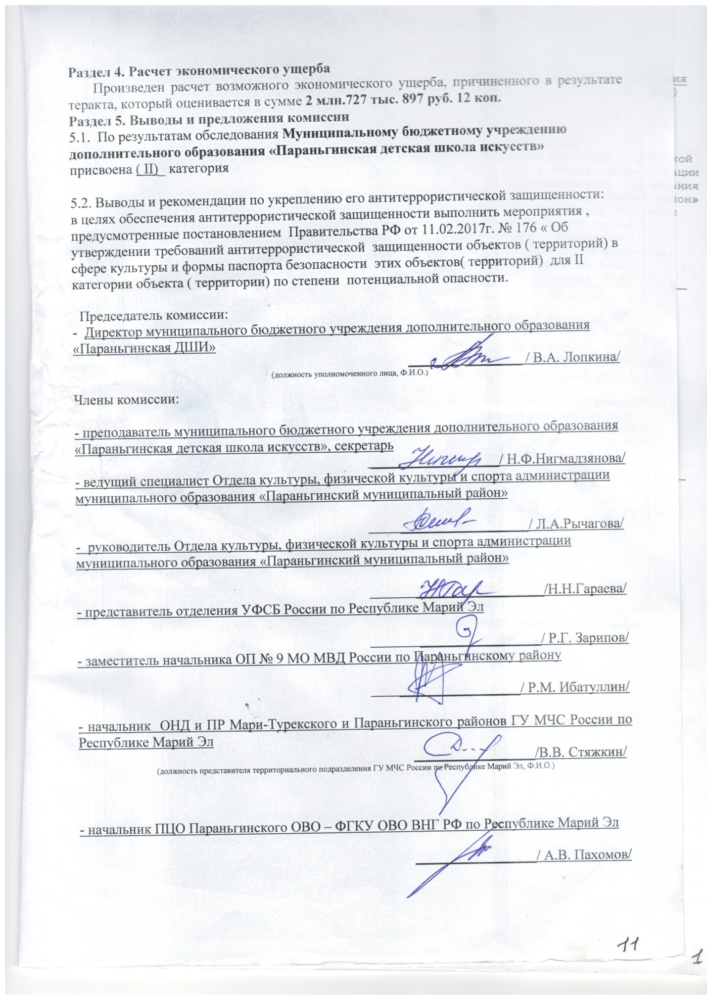 Раздел 4. Расчет экономического ущерба
Произведен расчет возможного экономического ущерба, причиненного в результате
теракта, который оценивается в сумме 2 млн.727 тыс. 897 руб. 12 коп.
Раздел 5. Выводы и предложения комиссии
5.1. По результатам обследования Муниципальному бюджетному учреждению
дополнительного образования «Параньгинская детская школа искусств»
присвоена ( II)_ категория
5.2. Выводы и рекомендации по укреплению его антитеррористической защищенности:
в целях обеспечения антитеррористической защищенности выполнить мероприятия ,
предусмотренные постановлением Правительства РФ от 11.02.2017г. № 176 « Об
утверждении требований антитеррористической защищенности объектов ( территорий) в
сфере культуры и формы паспорта безопасности этих объектов( территорий) для II
категории объекта ( территории) по степени потенциальной опасности.
Председатель комиссии:
- Директор муниципального бюджетного учреждения дополнительного образования
«Параньгинская ДШИ»
/ В.А. Лопкина/
(должность уполномоченного лица, Ф.И.О.)
Члены комиссии:
- преподаватель муниципального бюджетного учреждения дополнительного образования
«Параньгинская детская школа искусств», секретарь
/ Н.Ф.Нигмадзянова/
- ведущий специалист Отдела культуры, физической культуры и спорта администрации
муниципального образования «Параньгинский муниципальный район»
/ Л.А.Рычагова/
- руководитель Отдела культуры, физической культуры и спорта администрации
муниципального образования «Параньгинский муниципальный район»
/Н.Н.Гараева/
- представитель отделения УФСБ России по Республике Марий Эл
/ Р.Г. Зарипов/
- заместитель начальника ОП № 9 МО МВД России по Параньгинскому району
/ Р.М. Ибатуллин/
- начальник ОНД и ПР Мари-Турекского и Параньгинского районов ГУ МЧС России по
Республике Марий Эл
/В.В. Стяжкин/
(должность представителя территориального подразделения ГУ МЧС России по Республике Марий Эл, Ф.И.О.)
- начальник ПЦО Параньгинского ОВО – ФГКУ ОВО ВНГ РФ по Республике Марий Эл
/ А.В. Пахомов/
11
1